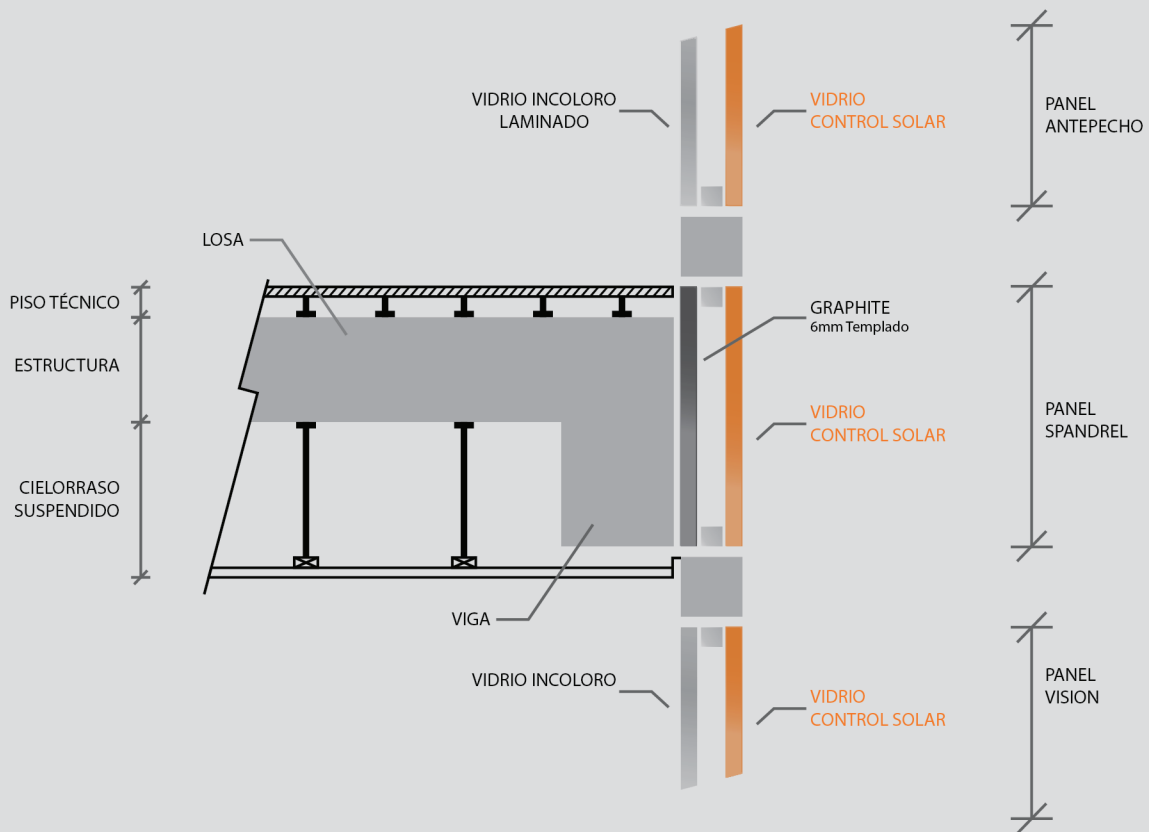 VIDRIO INCOLORO
LAMINADO
VIDRIO
CONTROL SOLAR
PANEL
ANTEPECHO
LOSA
PISO TÉCNICO
ESTRUCTURA
CIELORRASO
SUSPENDIDO
GRAPHITE
6mm Templado
VIDRIO
CONTROL SOLAR
PANEL
SPANDREL
VIGA
VIDRIO INCOLORO
VIDRIO
CONTROL SOLAR
PANEL
VISION